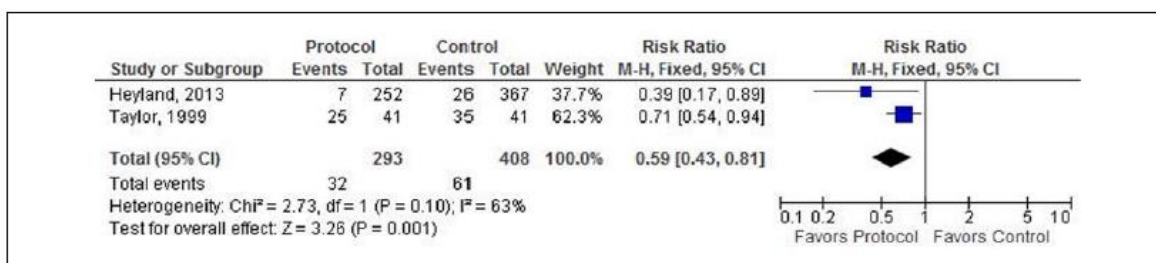 Protocol Control Risk Ratio Risk Ratio
Study or Subgroup Events Total Events Total Weight M-H, Fixed, 95% CI M-H, Fixed, 95% CI
Heyland, 2013 7 252 26 367 37.7% 0.39 [0.17, 0.89]
Taylor, 1999 25 41 35 41 62.3% 0.71 [0.54, 0.94]
Total (95% CI) 293 408 100.0% 0.59 [0.43, 0.81]
Total events 32 61
Heterogeneity: Chi² = 2.73, df = 1 (P = 0.10); I² = 63%
Test for overall effect: Z = 3.26 (P = 0.001)
0.1 0.2 0.5 1 2 5 10
Favors Protocol Favors Control